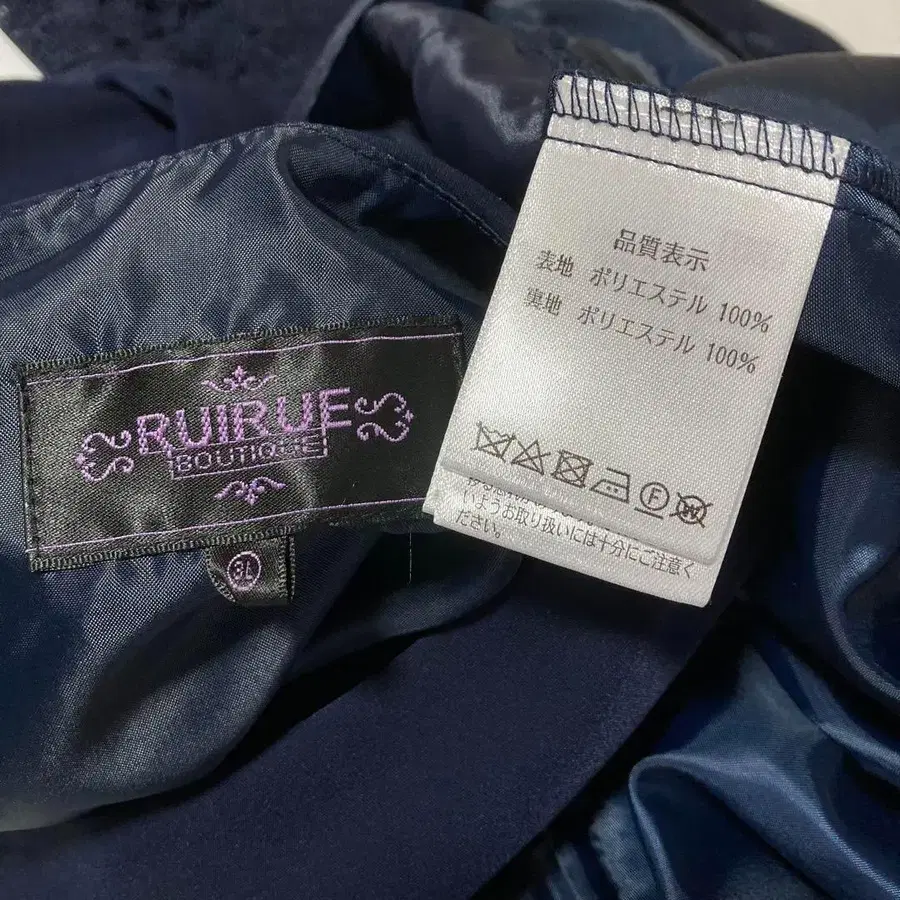 RUIRUE
BOUTIQUE
3L
品質表示
表地 ポリエステル 100%
裏地 ポリエステル 100%
F
W
いようお取り扱いには十分にご注意く
ださい。